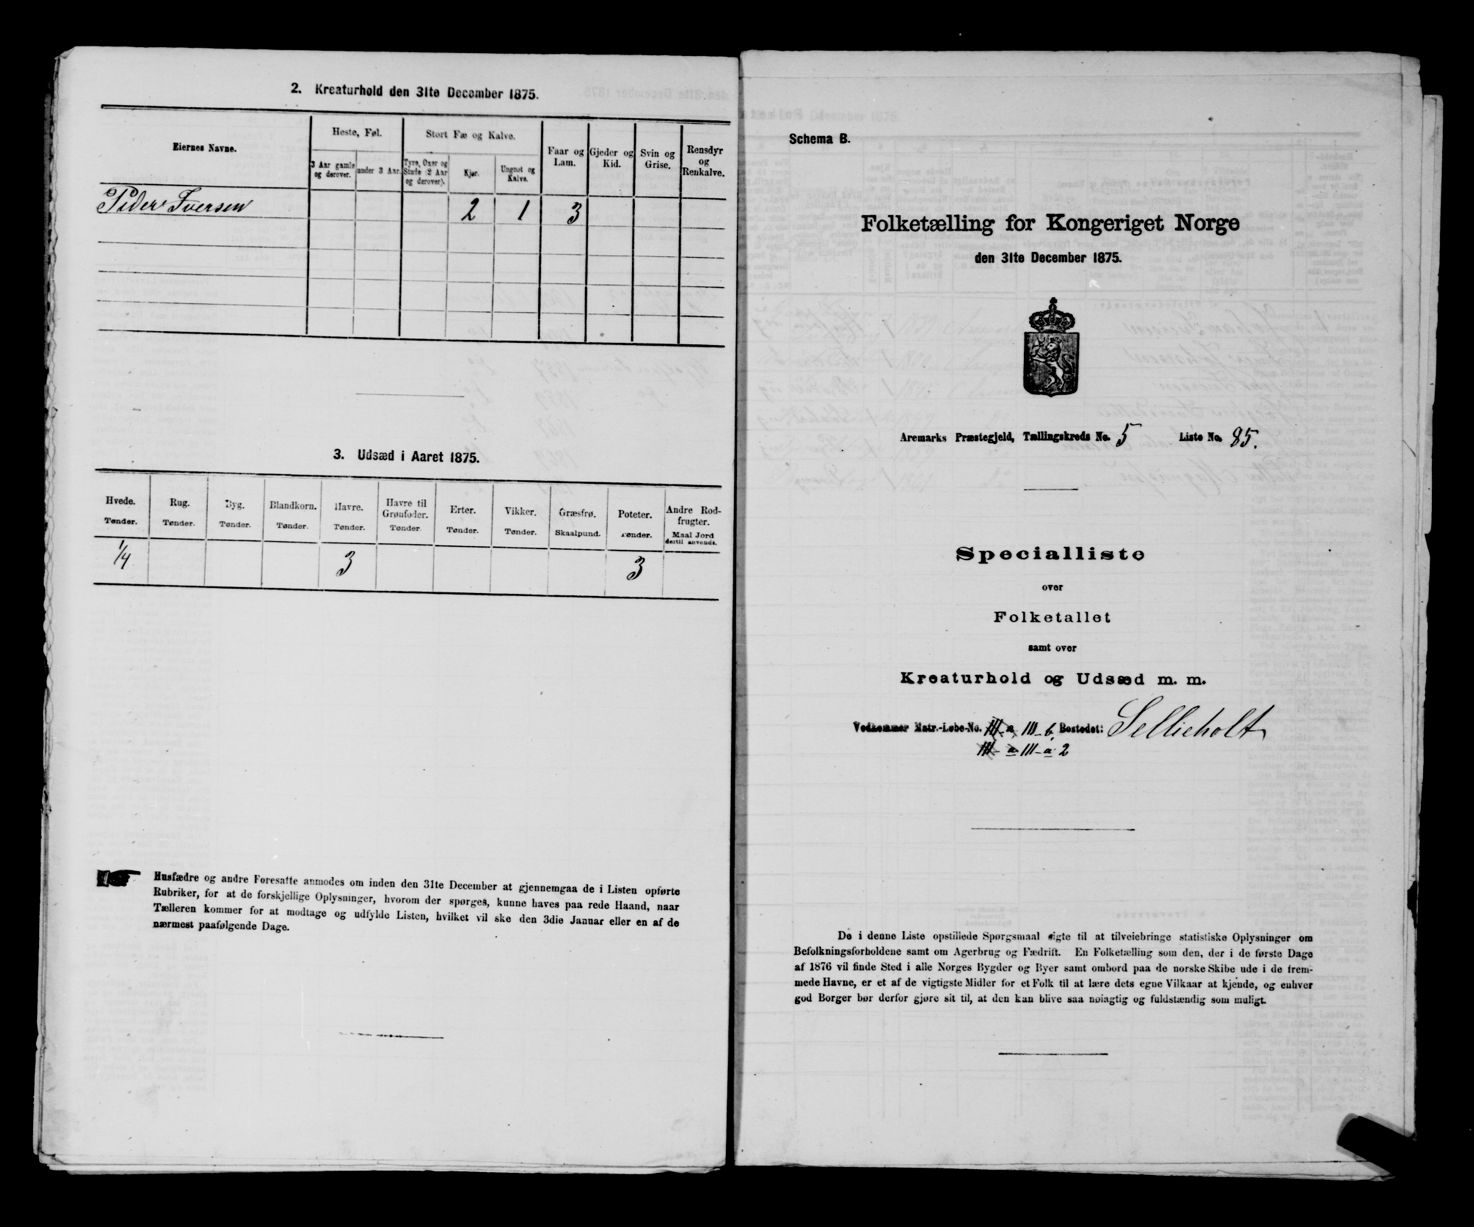 2. Kreaturhold den 31te December 1875.
Eiernes Navne.
Heste, Føl.
Stort Fæ og Kalve.
Faar og Lam.
Gjeder og Kid.
Svin og Grise.
Rensdyr og Renkalve.
3 Aar gamle og derover.
under 3 Aar.
Tyre, Oxer og Stude (2 Aar og derover).
Kjør.
Ungnøt og Kalve.
Peder Iversen 2 1 3
3. Udsæd i Aaret 1875.
Hvede. Rug. Byg. Blandkorn. Havre. Havre til Grønfoder. Erter. Vikker. Græsfrø. Poteter. Andre Rodfrugter.
Tønder. Tønder. Tønder. Tønder. Tønder. Tønder. Tønder. Tønder. Skaalpund. Tønder. Maal Jord dertil anvendt.
1/4 3 3
Husfædre og andre Foresatte anmodes om inden den 31te December at gjennemgaa de i Listen opførte
Rubriker, for at de forskjellige Oplysninger, hvorom der spørges, kunne haves paa rede Haand, naar
Tælleren kommer for at modtage og udfylde Listen, hvilket vil ske den 3die Januar eller en af de
nærmest paafølgende Dage.
Schema B.
Folketælling for Kongeriget Norge
den 31te December 1875.
Aremarks Præstegjeld, Tællingskreds No. 5 Liste No. 85.
Specialliste
over
Folketallet
samt over
Kreaturhold og Udsæd m. m.
Vedkommer Matr.-Løbe-No. 111-b Bostedet: Sellieholt
111-a 2
De i denne Liste opstillede Spørgsmaal sigte til at tilveiebringe statistiske Oplysninger om
Befolkningsforholdene samt om Agerbrug og Fædrift. En Folketælling som den, der i de første Dage
af 1876 vil finde Sted i alle Norges Bygder og Byer samt ombord paa de norske Skibe ude i de frem-
mede Havne, er et af de vigtigste Midler for et Folk til at lære dets egne Vilkaar at kjende, og enhver
god Borger bør derfor gjøre sit til, at den kan blive saa nøiagtig og fuldstændig som muligt.